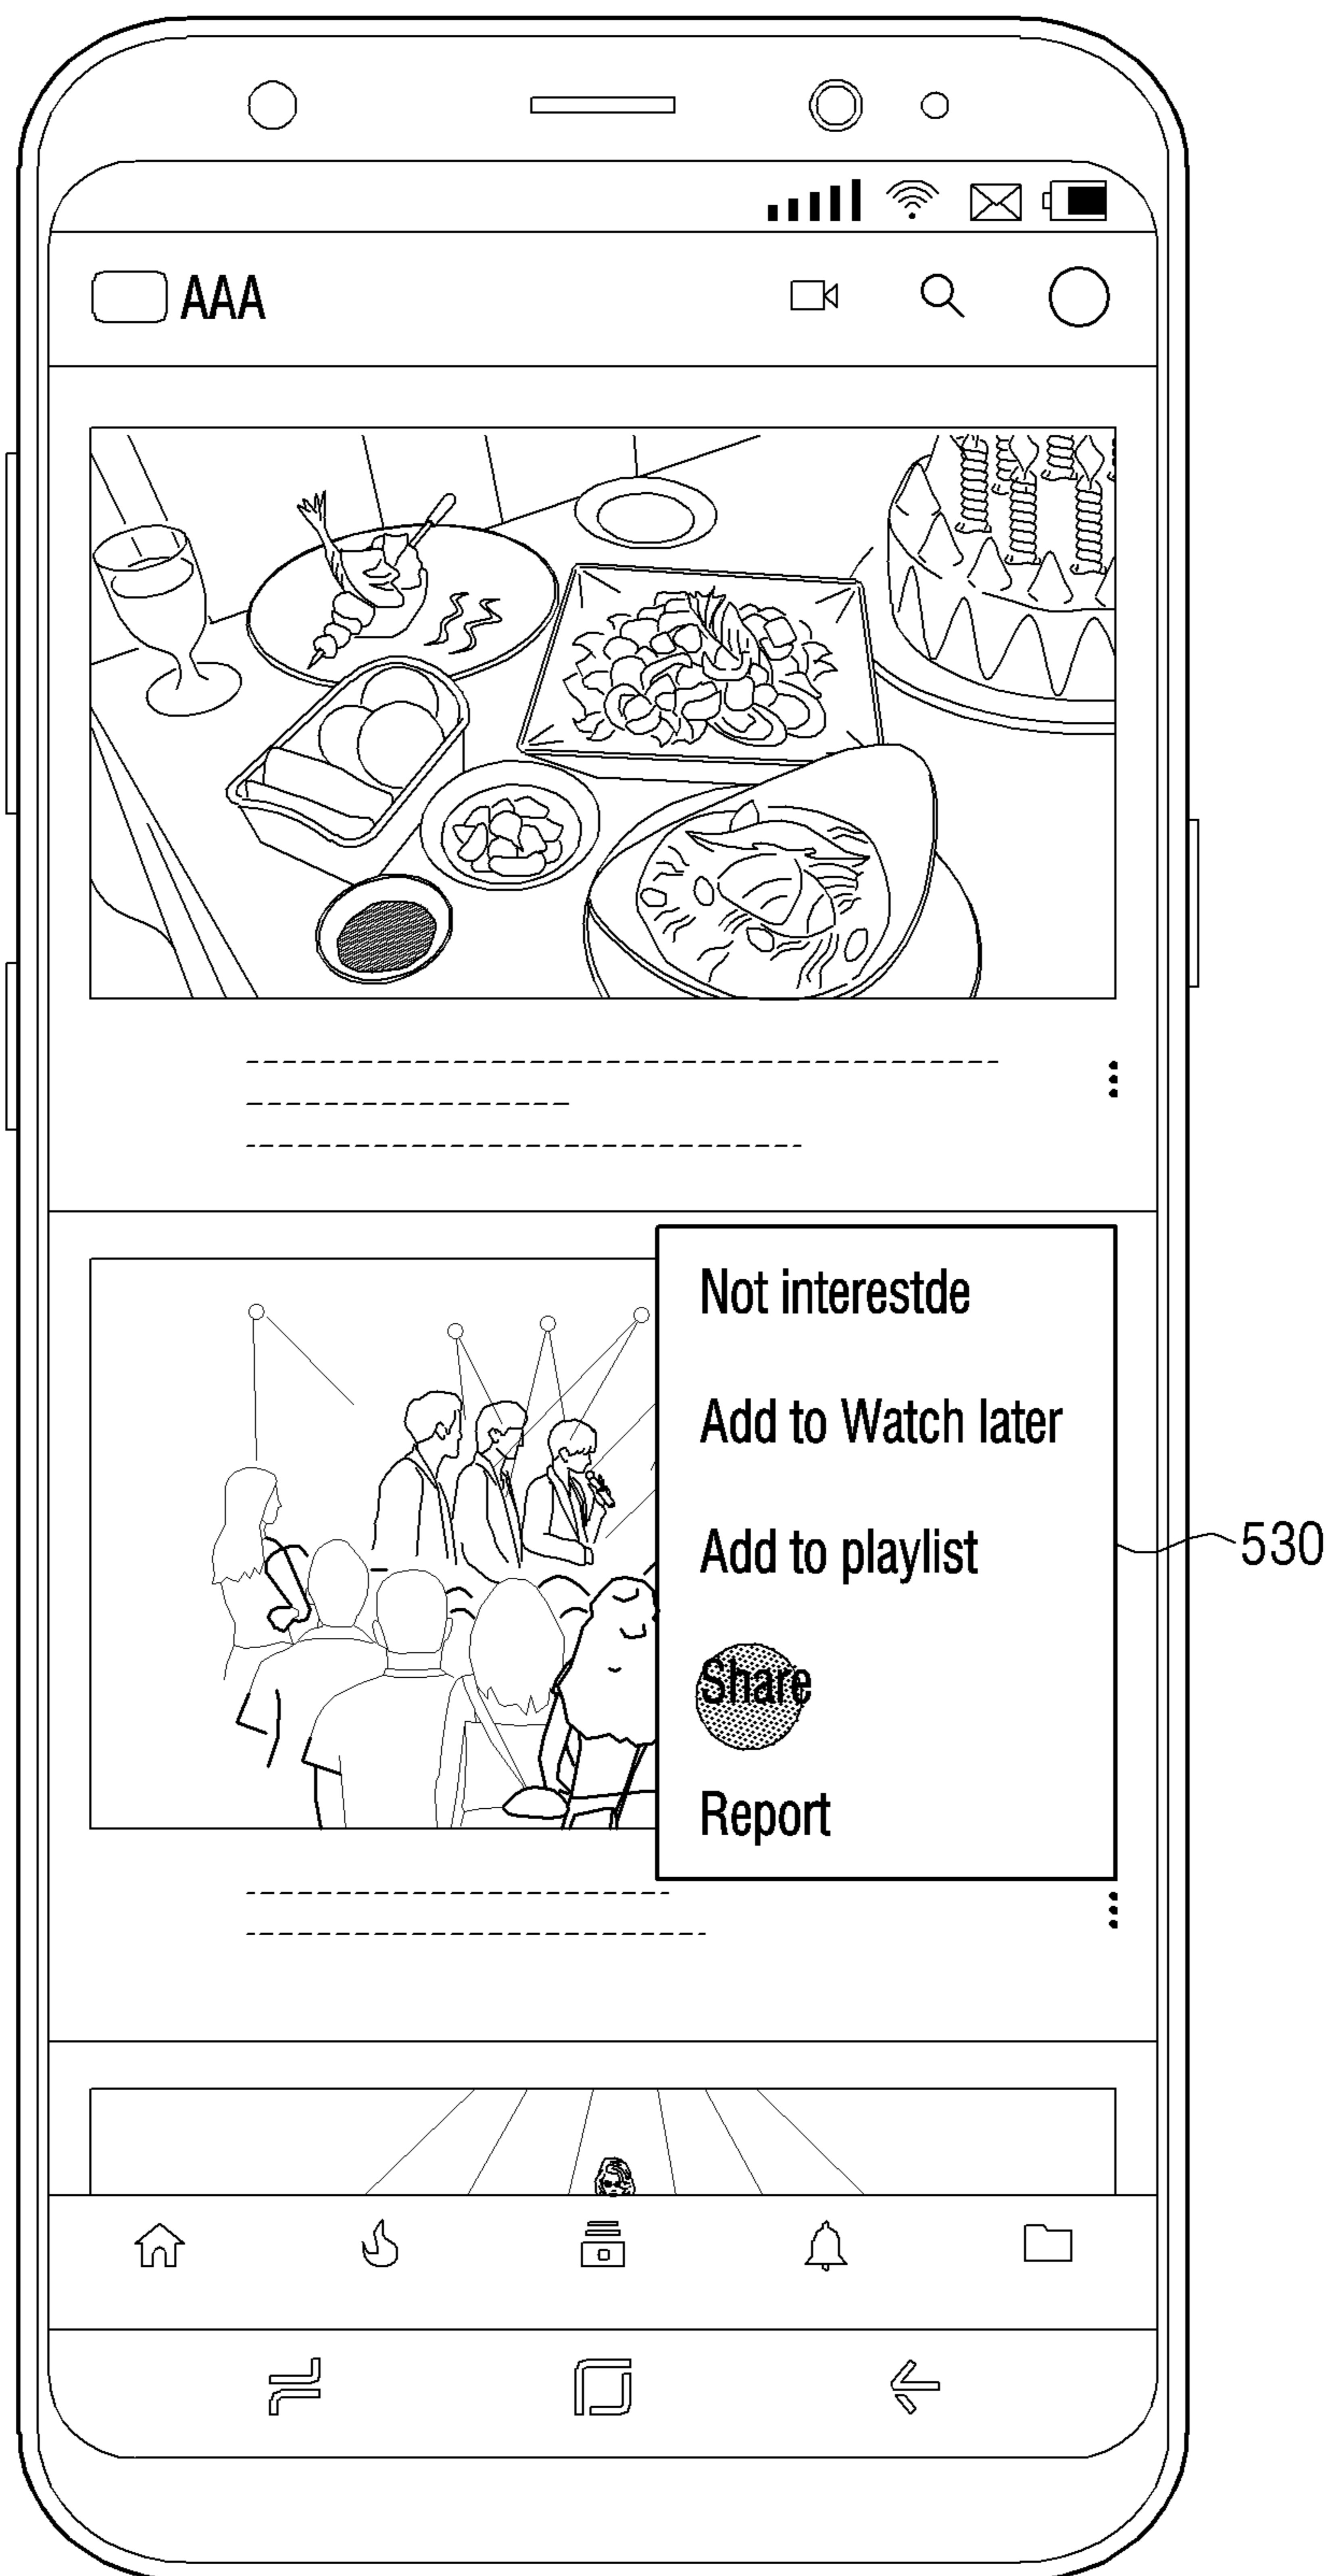 AAA
Not interestde
Add to Watch later
Add to playlist
530
Share
Report